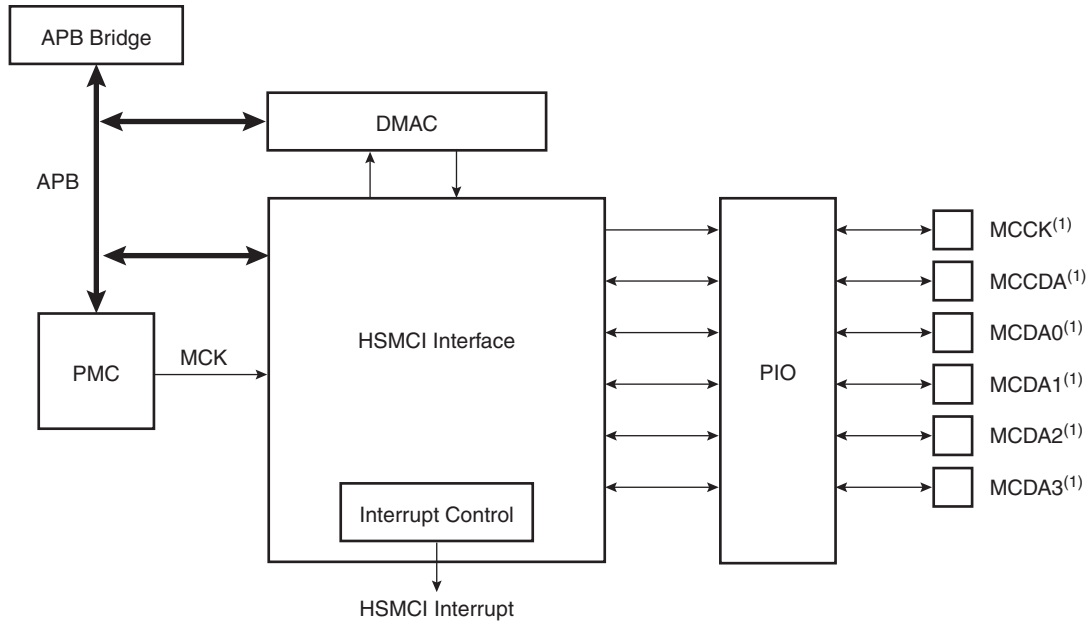 APB Bridge
DMAC
APB
MCCK(1)
MCCDA(1)
HSMCI Interface
MCDA0(1)
MCK
PMC
PIO
MCDA1(1)
MCDA2(1)
MCDA3(1)
Interrupt Control
HSMCI Interrupt